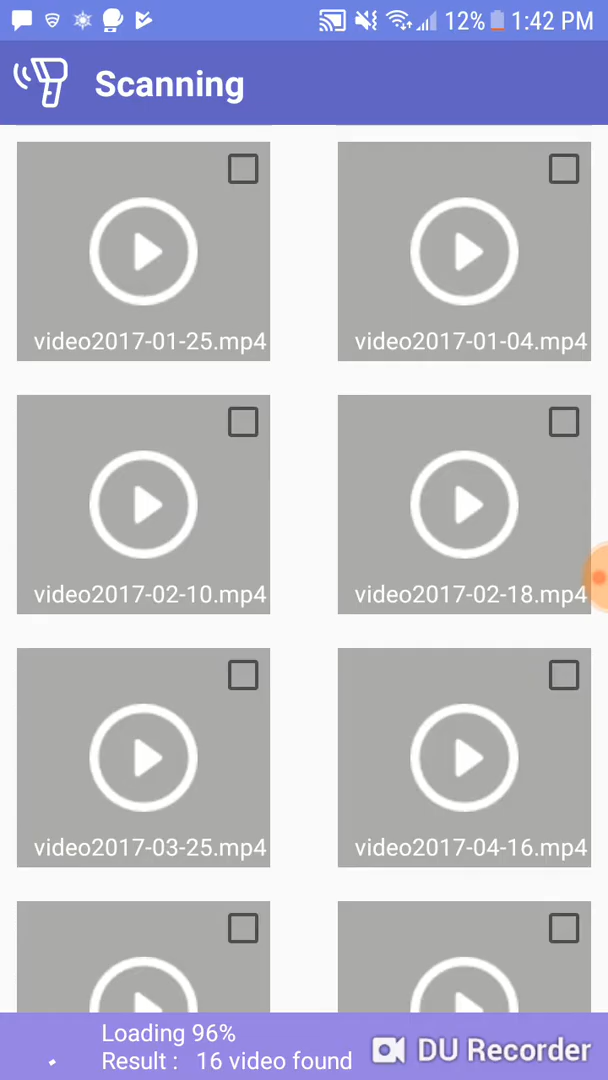 12% 1:42 PM
Scanning
video2017-01-25.mp4
video2017-01-04.mp4
video2017-02-10.mp4
video2017-02-18.mp4
video2017-03-25.mp4
video2017-04-16.mp4
Loading 96%
Result : 16 video found
DU Recorder